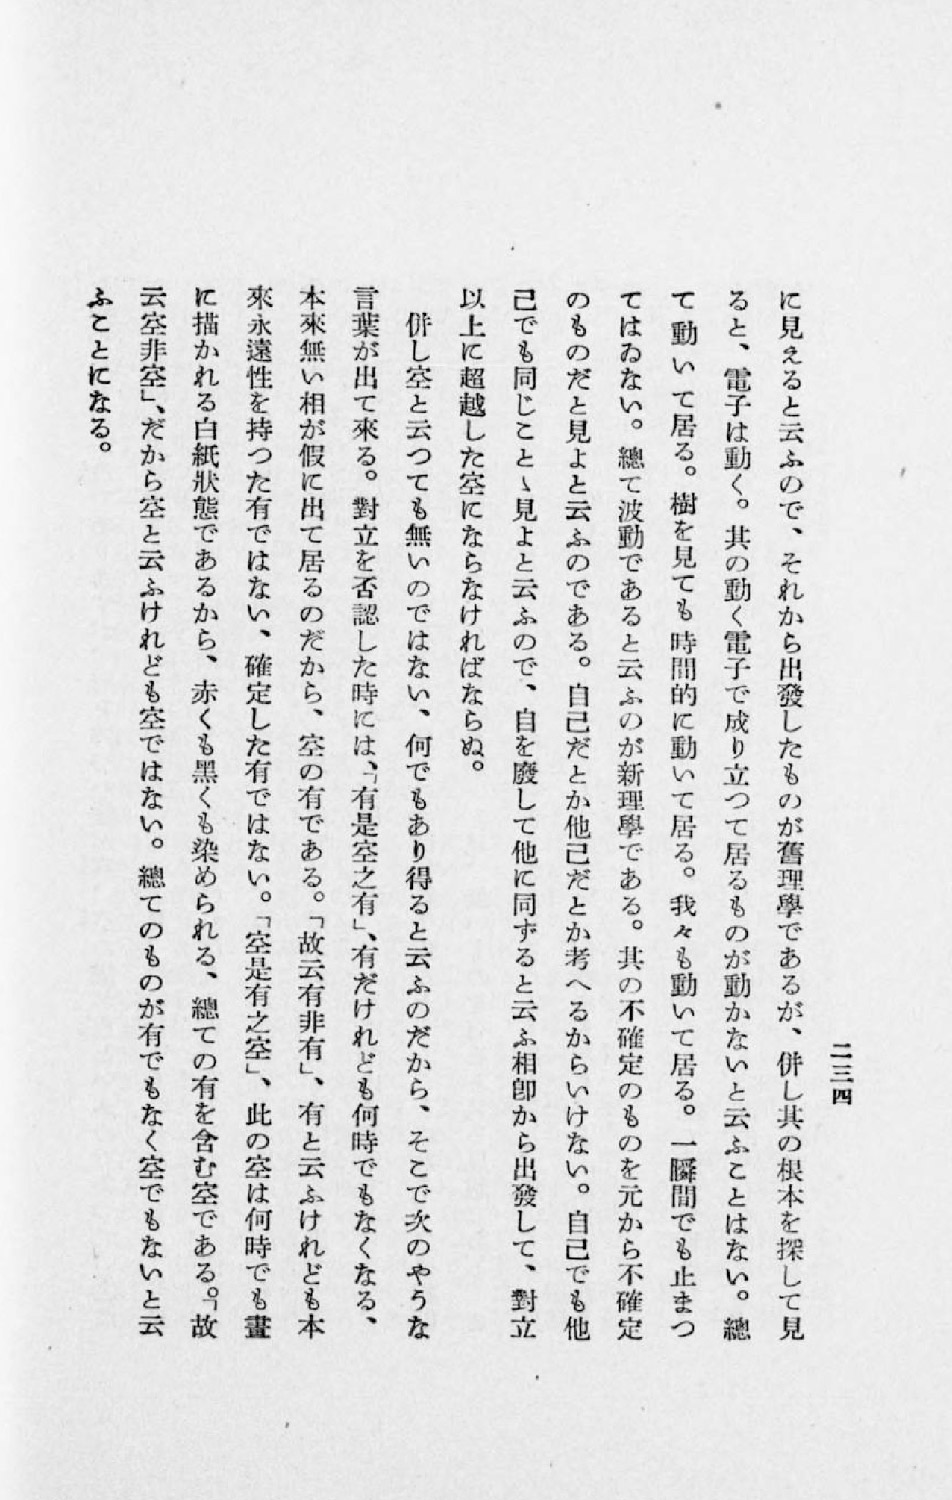 二三四
に見えると云ふので、それから出發したものが舊理學であるが、併し其の根本を探して見
ると、電子は動く。其の動く電子で成り立つて居るものが動かないと云ふことはない。總
て動いて居る。樹を見ても時間的に動いて居る。我々も動いて居る。一瞬間でも止まつ
てはゐない。總て波動であると云ふのが新理學である。其の不確定のものを元から不確定
のものだと見よと云ふのである。自己だとか他己だとか考へるからいけない。自己でも他
己でも同じことゝ見よと云ふので、自を廢して他に同ずると云ふ相卽から出發して、對立
以上に超越した空にならなければならぬ。
併し空と云つても無いのではない、何でもあり得ると云ふのだから、そこで次のやうな
言葉が出て來る。對立を否認した時には、「有是空之有」、有だけれども何時でもなくなる、
本來無い相が假に出て居るのだから、空の有である。「故云有非有」、有と云ふけれども本
來永遠性を持つた有ではない、確定した有ではない。「空是有之空」、此の空は何時でも畫
に描かれる白紙狀態であるから、赤くも黑くも染められる、總ての有を含む空である。「故
云空非空」、だから空と云ふけれども空ではない。總てのものが有でもなく空でもないと云
ふことになる。